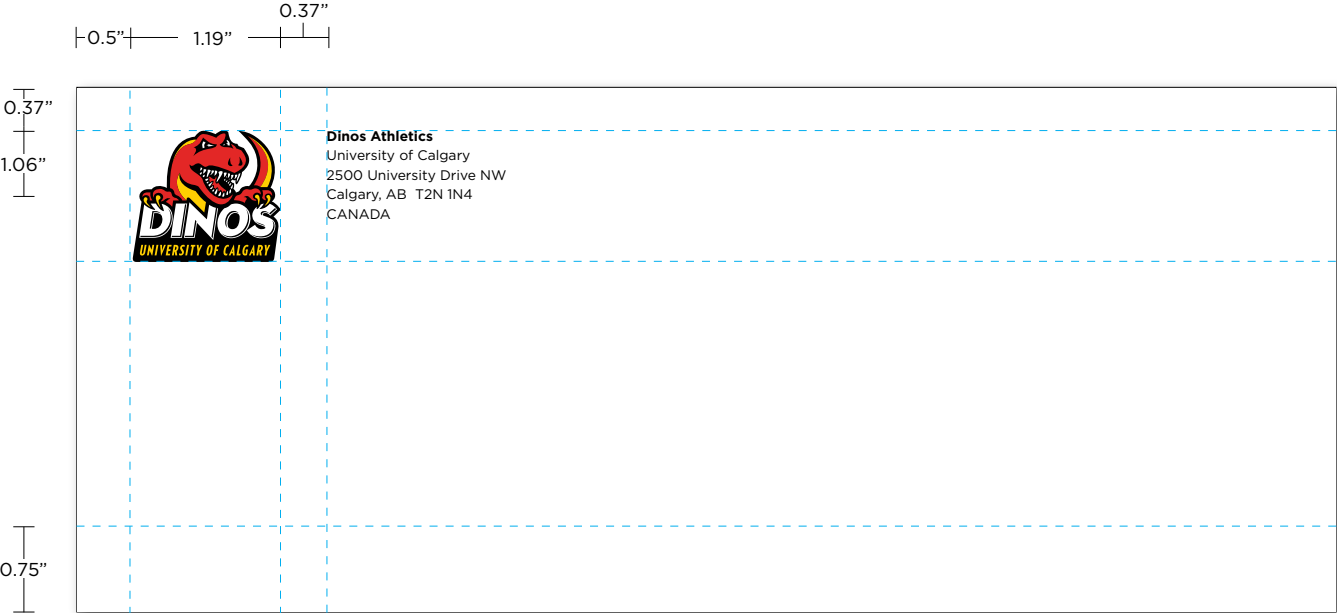 0.37”
0.5”
1.19”
0.37”
1.06”
Dinos Athletics
University of Calgary
2500 University Drive NW
Calgary, AB  T2N 1N4
CANADA
DINOS
UNIVERSITY OF CALGARY
0.75”